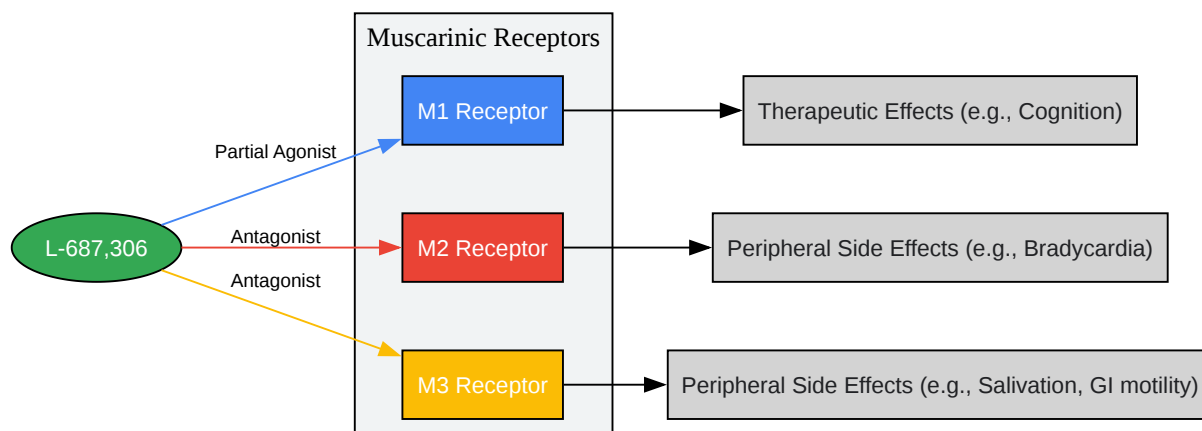 Muscarinic Receptors
M1 Receptor
Therapeutic Effects (e.g., Cognition)
Partial Agonist
L-687,306
Antagonist
M2 Receptor
Peripheral Side Effects (e.g., Bradycardia)
Antagonist
M3 Receptor
Peripheral Side Effects (e.g., Salivation, GI motility)